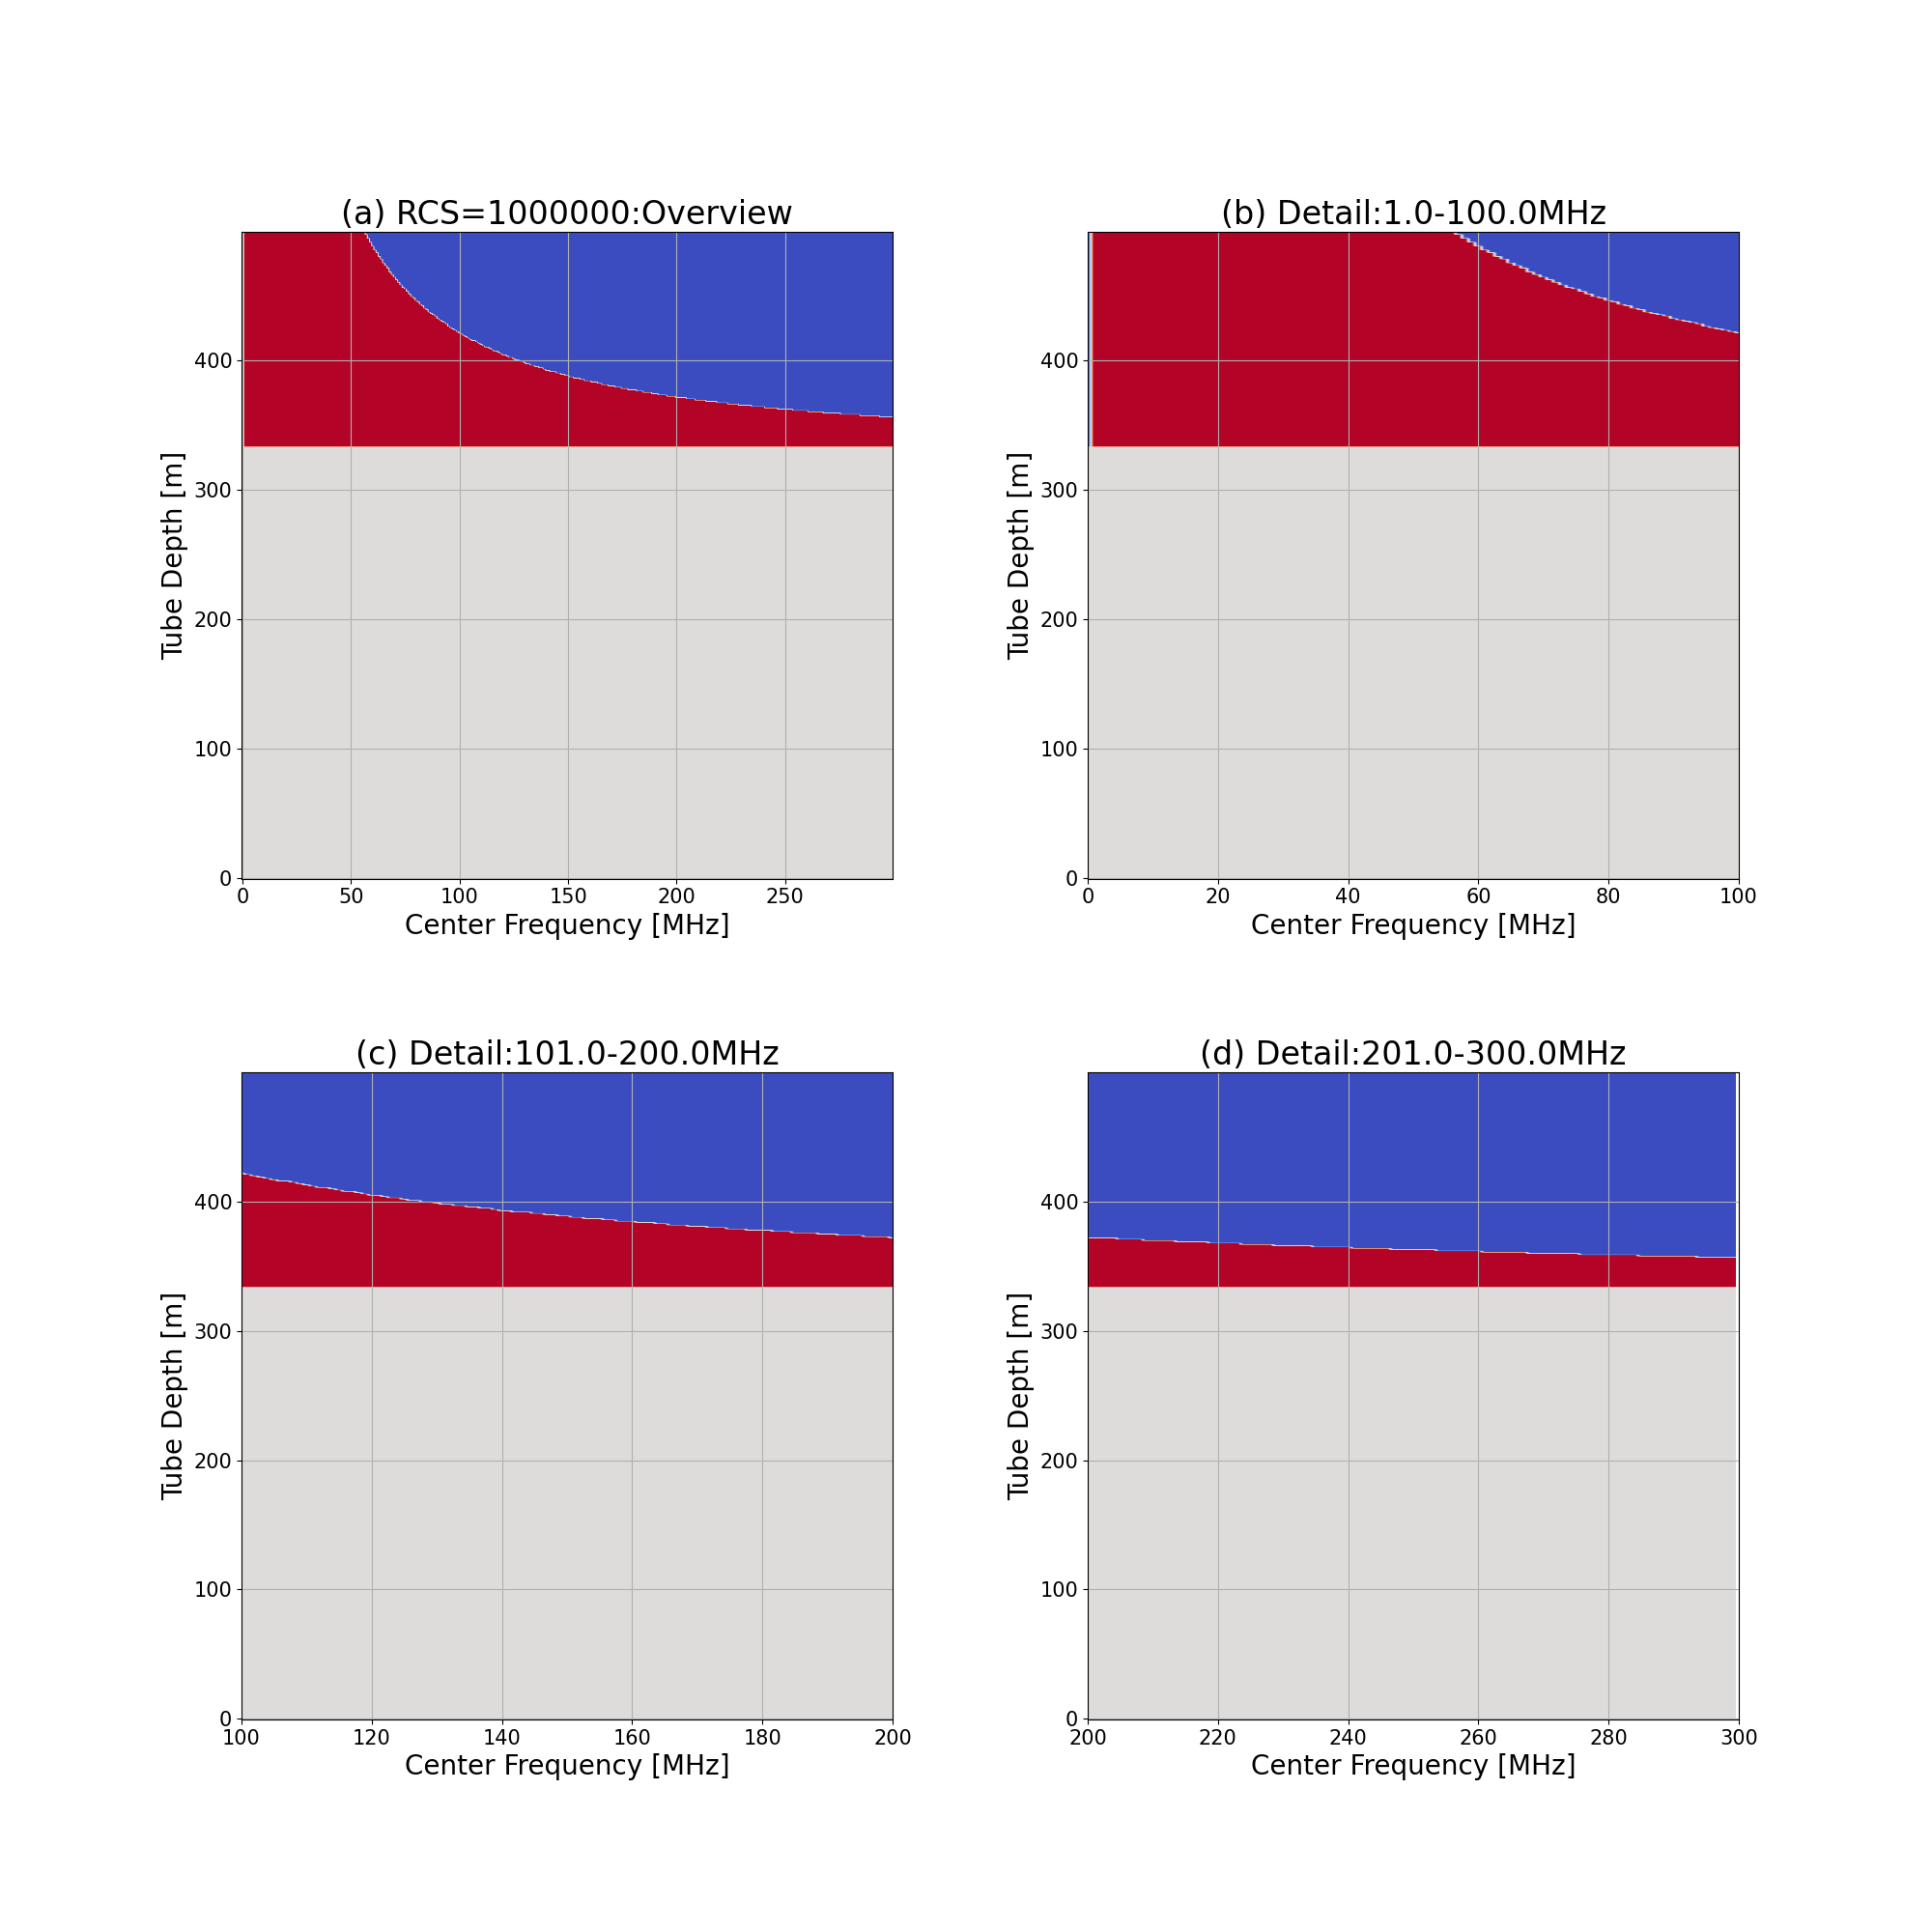 (a) RCS=1000000:Overview
Tube Depth [m]
400
300
200
100
0
0 50 100 150 200 250
Center Frequency [MHz]
(b) Detail:1.0-100.0MHz
Tube Depth [m]
400
300
200
100
0
0 20 40 60 80 100
Center Frequency [MHz]
(c) Detail:101.0-200.0MHz
Tube Depth [m]
400
300
200
100
0
100 120 140 160 180 200
Center Frequency [MHz]
(d) Detail:201.0-300.0MHz
Tube Depth [m]
400
300
200
100
0
200 220 240 260 280 300
Center Frequency [MHz]